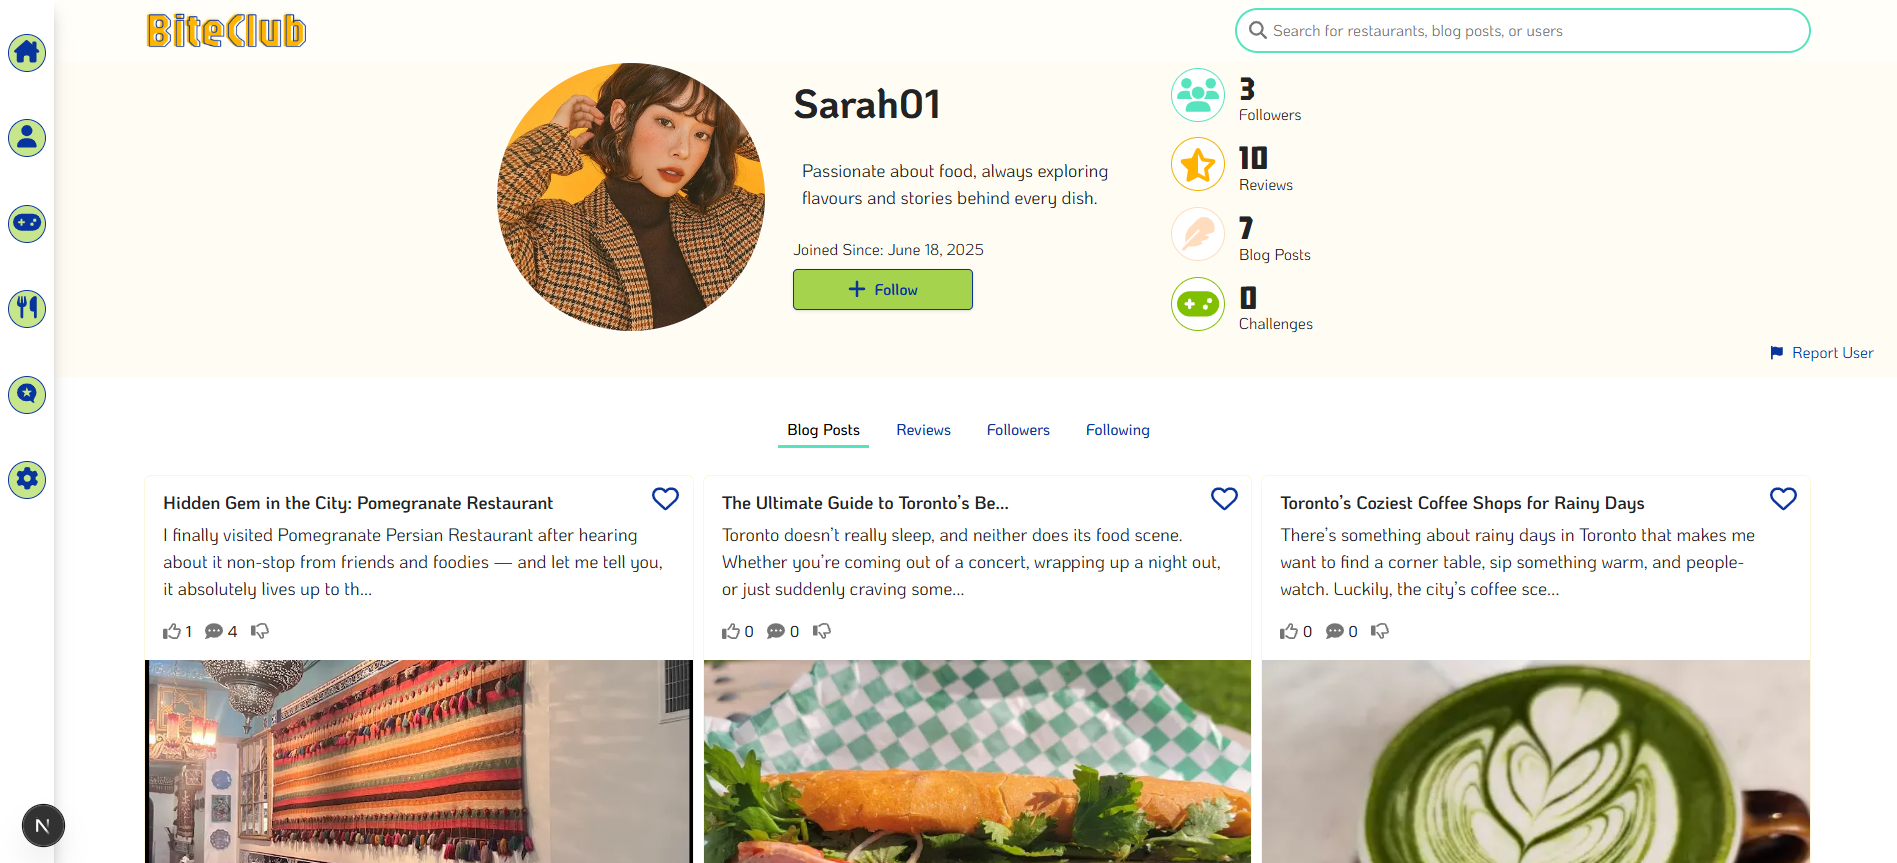 BiteClub
Search for restaurants, blog posts, or users
Sarah01
Passionate about food, always exploring
flavours and stories behind every dish.
Joined Since: June 18, 2025
Follow
3
Followers
10
Reviews
7
Blog Posts
0
Challenges
Report User
Blog Posts Reviews Followers Following
Hidden Gem in the City: Pomegranate Restaurant
I finally visited Pomegranate Persian Restaurant after hearing
about it non-stop from friends and foodies — and let me tell you,
it absolutely lives up to th...
1 4
The Ultimate Guide to Toronto’s Be...
Toronto doesn’t really sleep, and neither does its food scene.
Whether you’re coming out of a concert, wrapping up a night out,
or just suddenly craving some...
0 0
Toronto’s Coziest Coffee Shops for Rainy Days
There’s something about rainy days in Toronto that makes me
want to find a corner table, sip something warm, and people-
watch. Luckily, the city’s coffee sce...
0 0
N